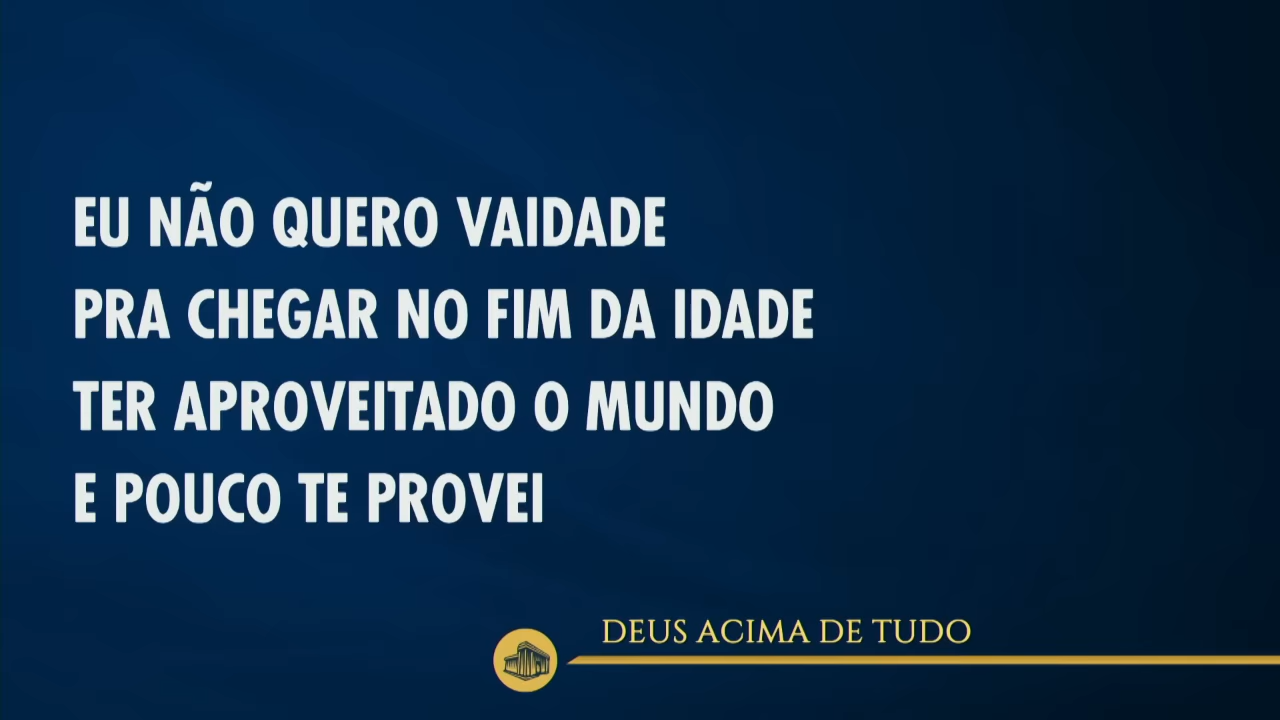 EU NÃO QUERO VAIDADE
PRA CHEGAR NO FIM DA IDADE
TER APROVEITADO O MUNDO
E POUCO TE PROVEI
DEUS ACIMA DE TUDO